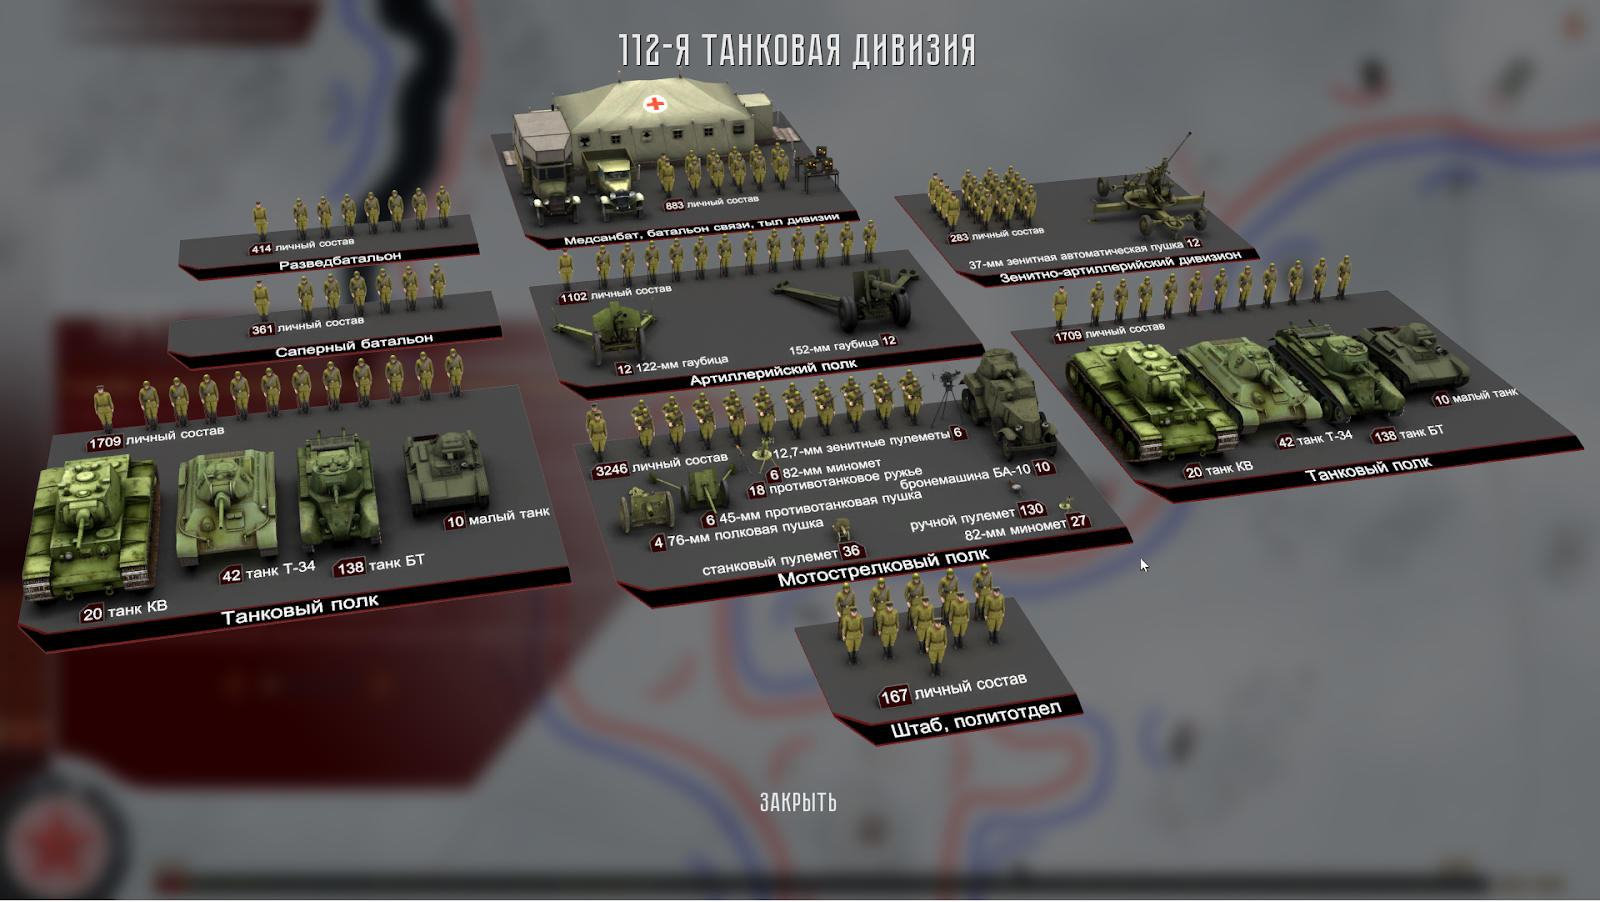 112-Я ТАНКОВАЯ ДИВИЗИЯ
883 личный состав
Медсанбат, батальон связи, тыл дивизии
414 личный состав
Разведбатальон
283 личный состав
37-мм зенитная автоматическая пушка 12
Зенитно-артиллерийский дивизион
361 личный состав
Саперный батальон
1102 личный состав
12 122-мм гаубица
152-мм гаубица 12
Артиллерийский полк
1709 личный состав
20 танк КВ
42 танк Т-34
138 танк БТ
10 малый танк
Танковый полк
1709 личный состав
20 танк КВ
42 танк Т-34
138 танк БТ
10 малый танк
Танковый полк
3246 личный состав
12,7-мм зенитные пулеметы 6
6 82-мм миномет
18 противотанковое ружье
бронемашина БА-10 10
6 45-мм противотанковая пушка
4 76-мм полковая пушка
ручной пулемет 130
82-мм миномет 27
станковый пулемет 36
Мотострелковый полк
167 личный состав
Штаб, политотдел
ЗАКРЫТЬ